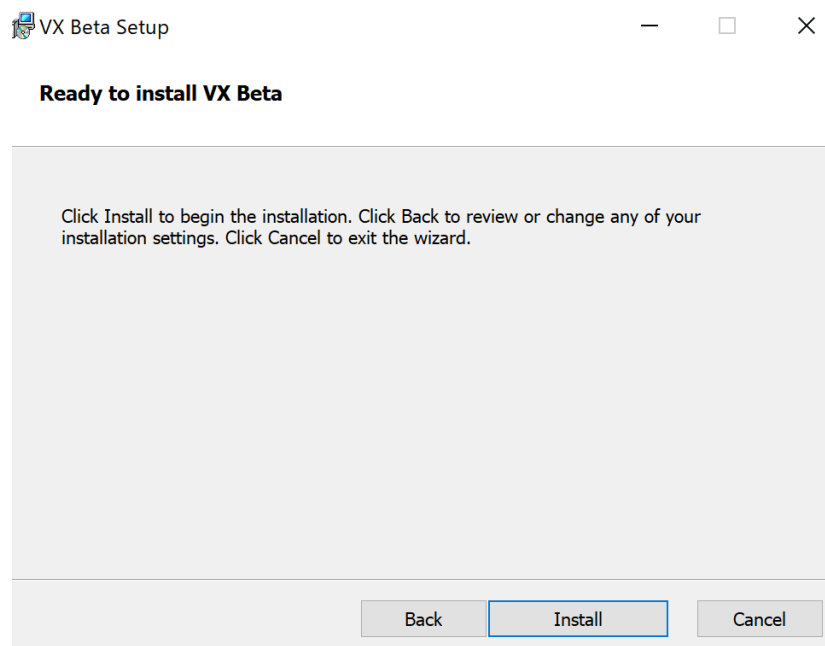 VX Beta Setup
Ready to install VX Beta
Click Install to begin the installation. Click Back to review or change any of your
installation settings. Click Cancel to exit the wizard.
Back
Install
Cancel